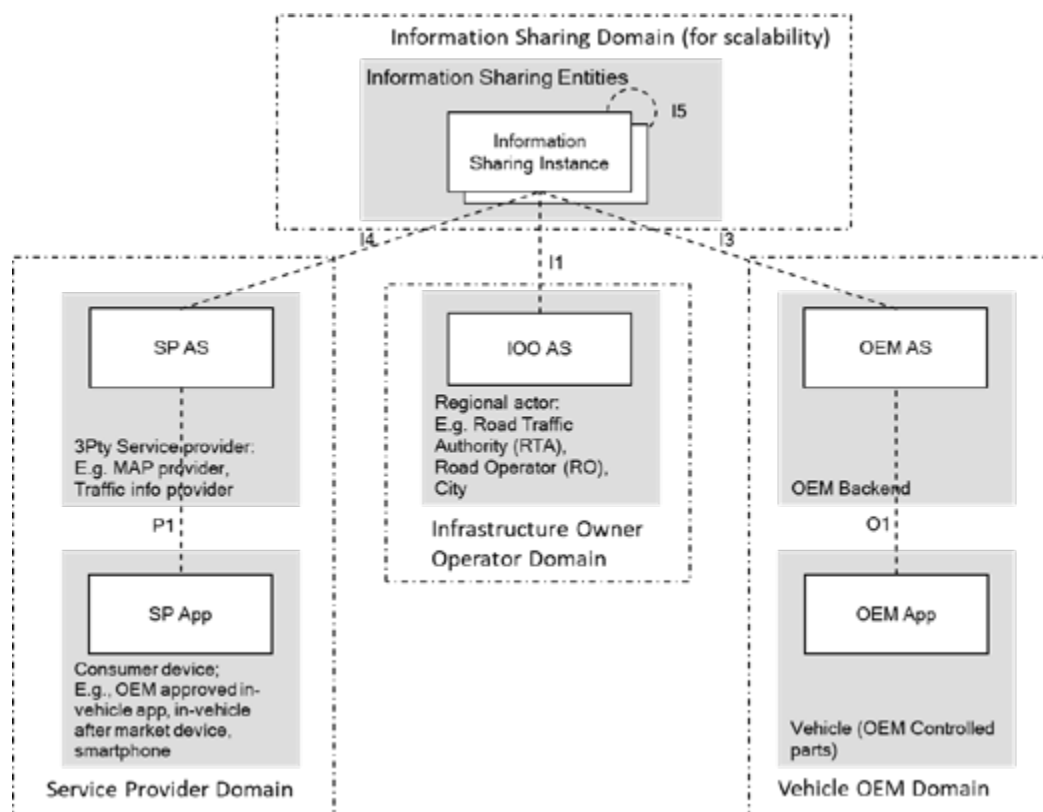 Information Sharing Domain (for scalability)
Information Sharing Entities
I5
Information
Sharing Instance
I4
I1
I3
SP AS
3Pty Service provider:
E.g. MAP provider,
Traffic info provider
P1
SP App
Consumer device;
E.g., OEM approved in-
vehicle app, in-vehicle
after market device,
smartphone
Service Provider Domain
IOO AS
Regional actor:
E.g. Road Traffic
Authority (RTA),
Road Operator (RO),
City
Infrastructure Owner
Operator Domain
OEM AS
OEM Backend
O1
OEM App
Vehicle (OEM Controlled
parts)
Vehicle OEM Domain